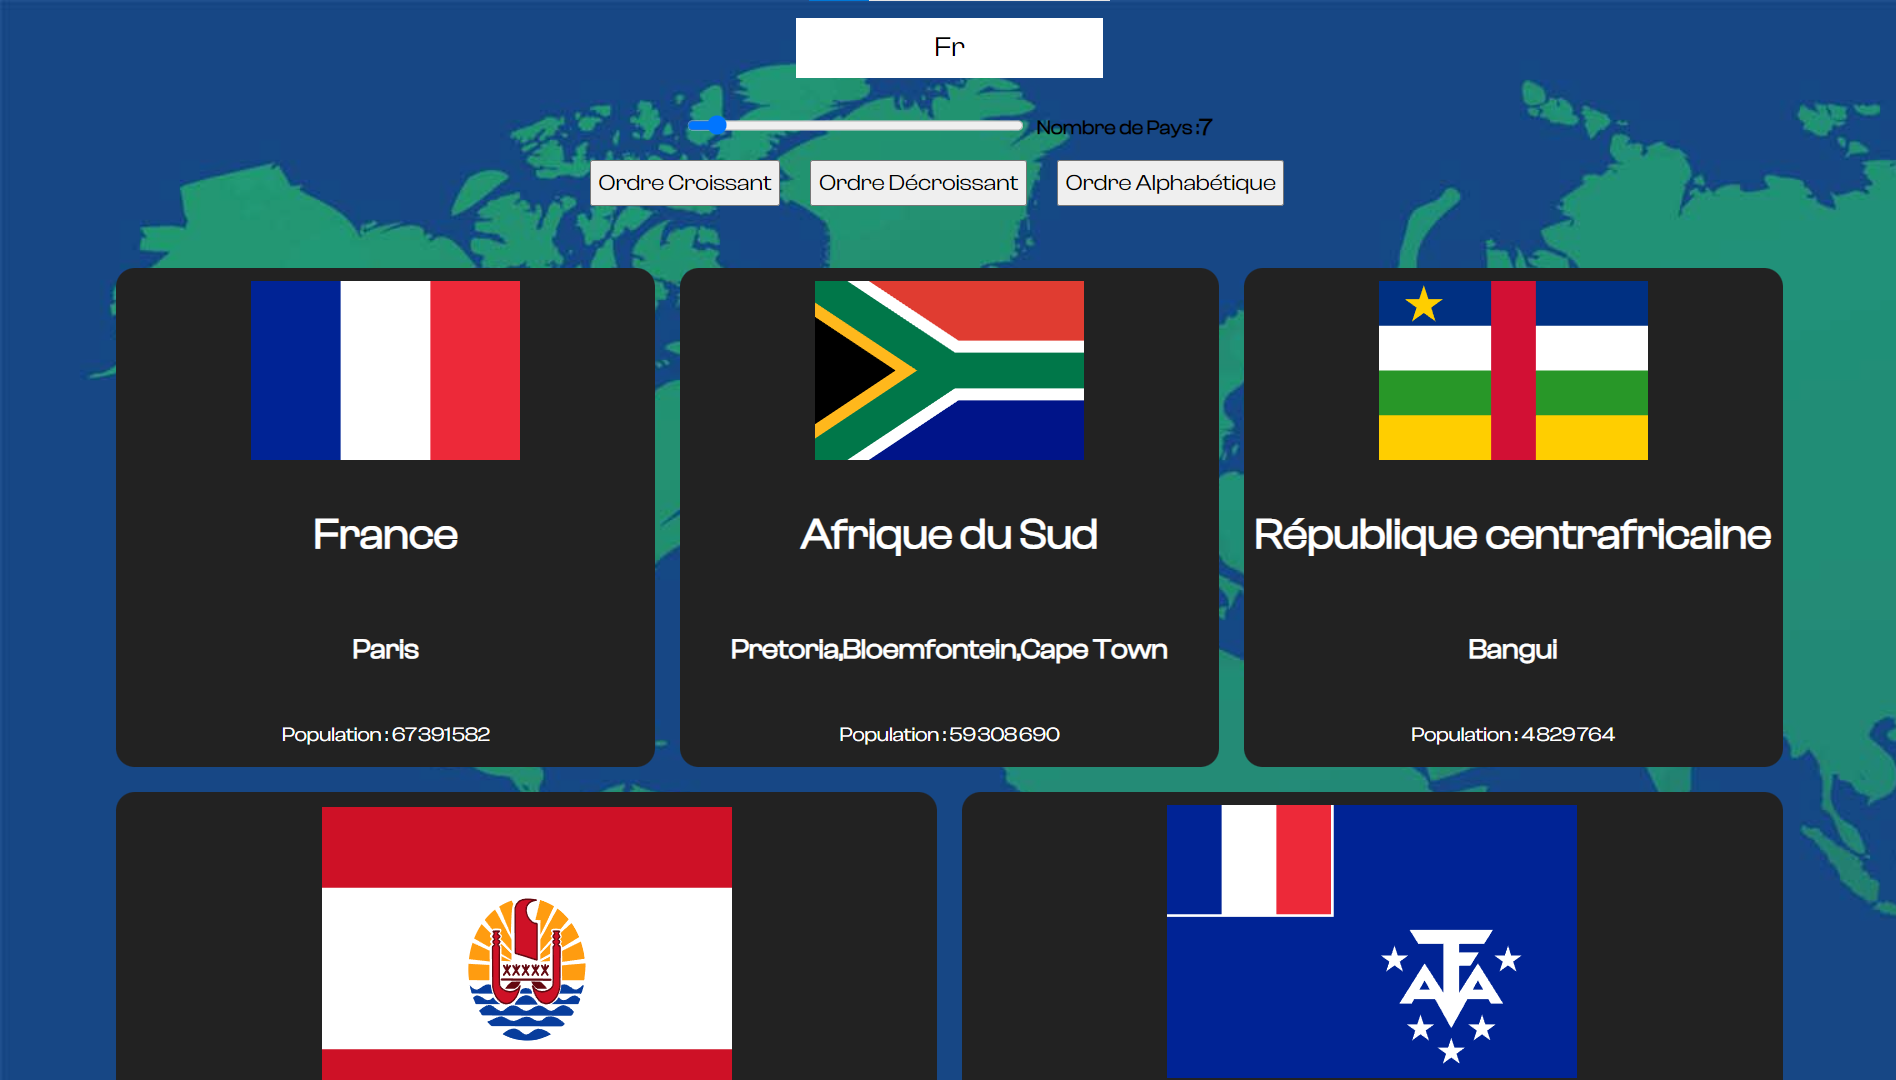 Fr
Nombre de Pays :7
Ordre Croissant
Ordre Décroissant
Ordre Alphabétique
France
Paris
Population : 67391582
Afrique du Sud
Pretoria,Bloemfontein,Cape Town
Population : 59308690
République centrafricaine
Bangui
Population : 4829764
TAAF